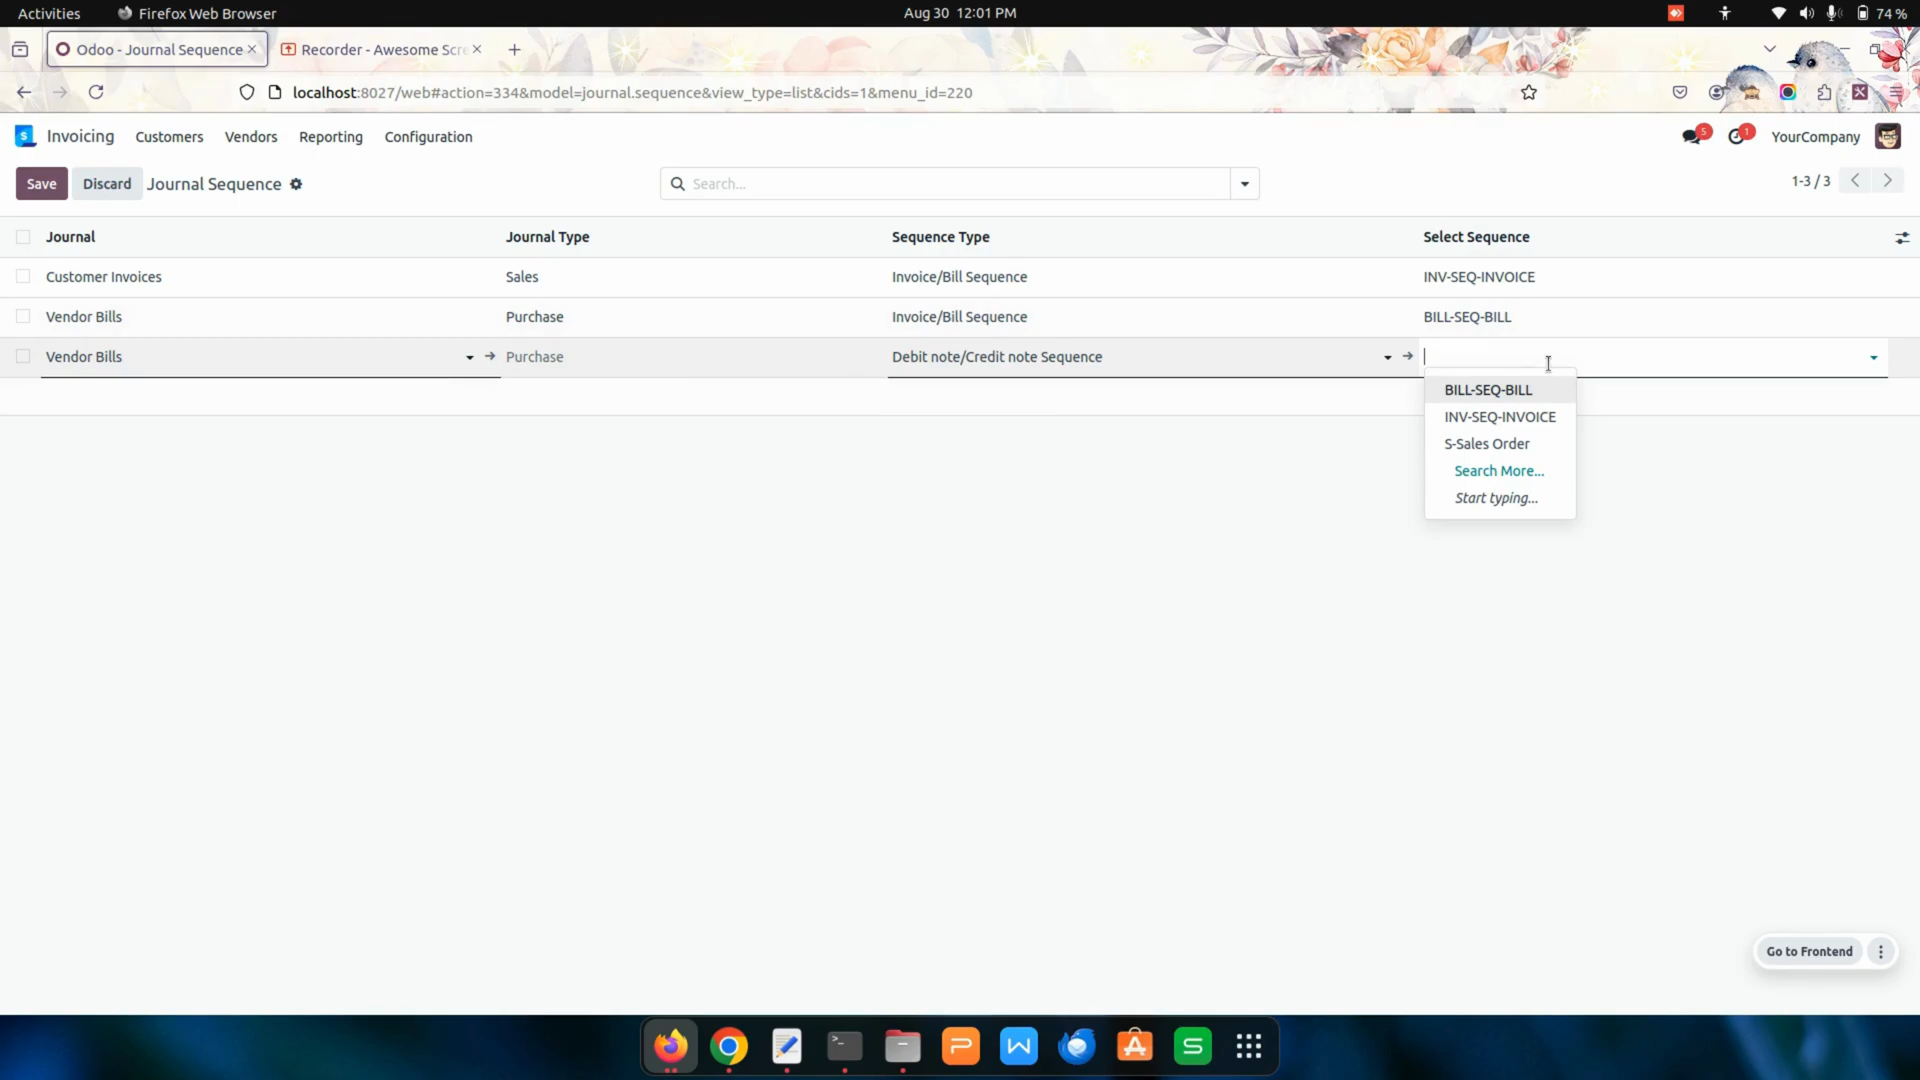 Activities Firefox Web Browser Aug 30 12:01 PM 74 %
Odoo - Journal Sequence Recorder - Awesome Scre
localhost:8027/web#action=334&model=journal.sequence&view_type=list&cids=1&menu_id=220
Invoicing Customers Vendors Reporting Configuration 5 1 YourCompany
Save Discard Journal Sequence Search... 1-3 / 3
Journal Journal Type Sequence Type Select Sequence
Customer Invoices Sales Invoice/Bill Sequence INV-SEQ-INVOICE
Vendor Bills Purchase Invoice/Bill Sequence BILL-SEQ-BILL
Vendor Bills Purchase Debit note/Credit note Sequence
BILL-SEQ-BILL
INV-SEQ-INVOICE
S-Sales Order
Search More...
Start typing...
Go to Frontend